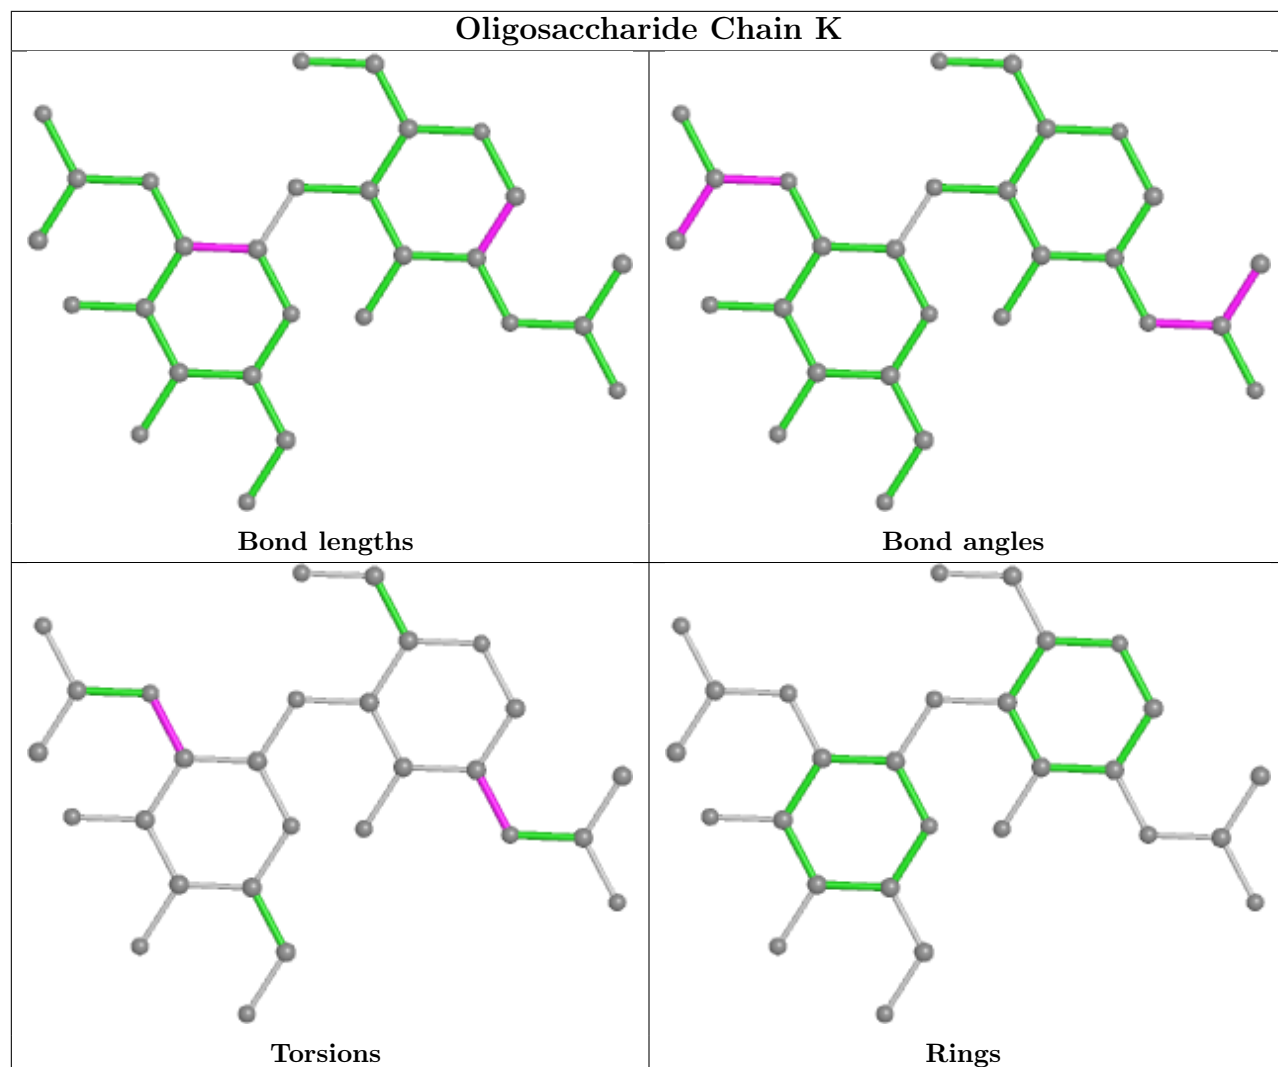 Oligosaccharide Chain K
Bond lengths
Bond angles
Torsions
Rings